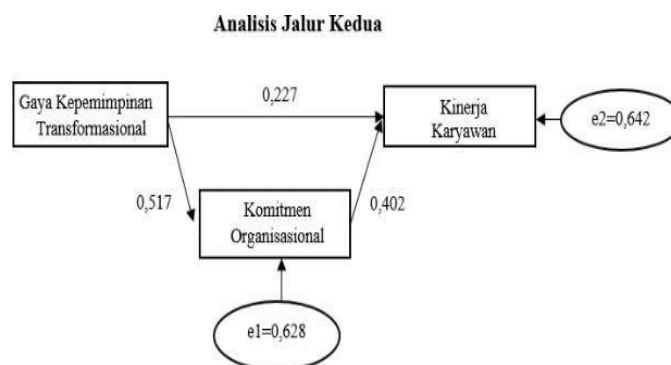 Analisis Jalur Kedua
Gaya Kepemimpinan
Transformasional
0,227
Kinerja
Karyawan
e2=0,642
0,517
Komitmen
Organisasional
0,402
e1=0,628